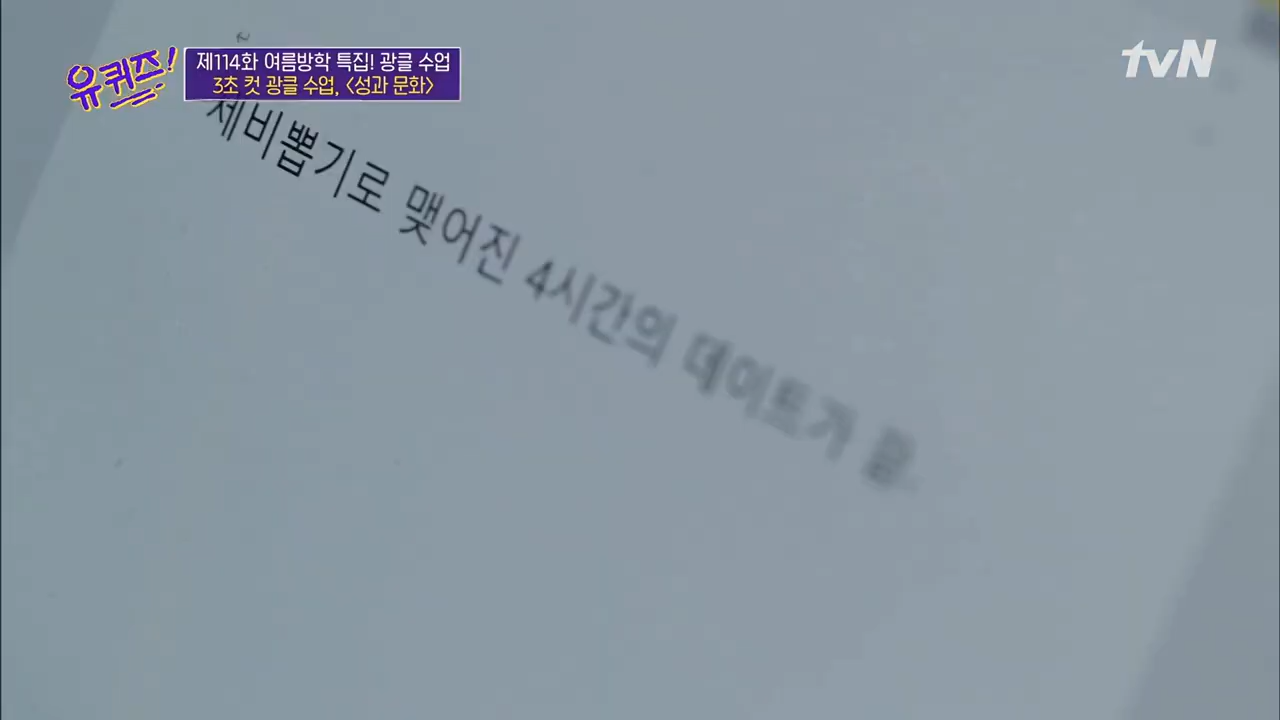 유퀴즈!
제114화 여름방학 특집! 광클 수업
3초 컷 광클 수업, <성과 문화>
tvN
제비뽑기로 맺어진 4시간의 데이트가